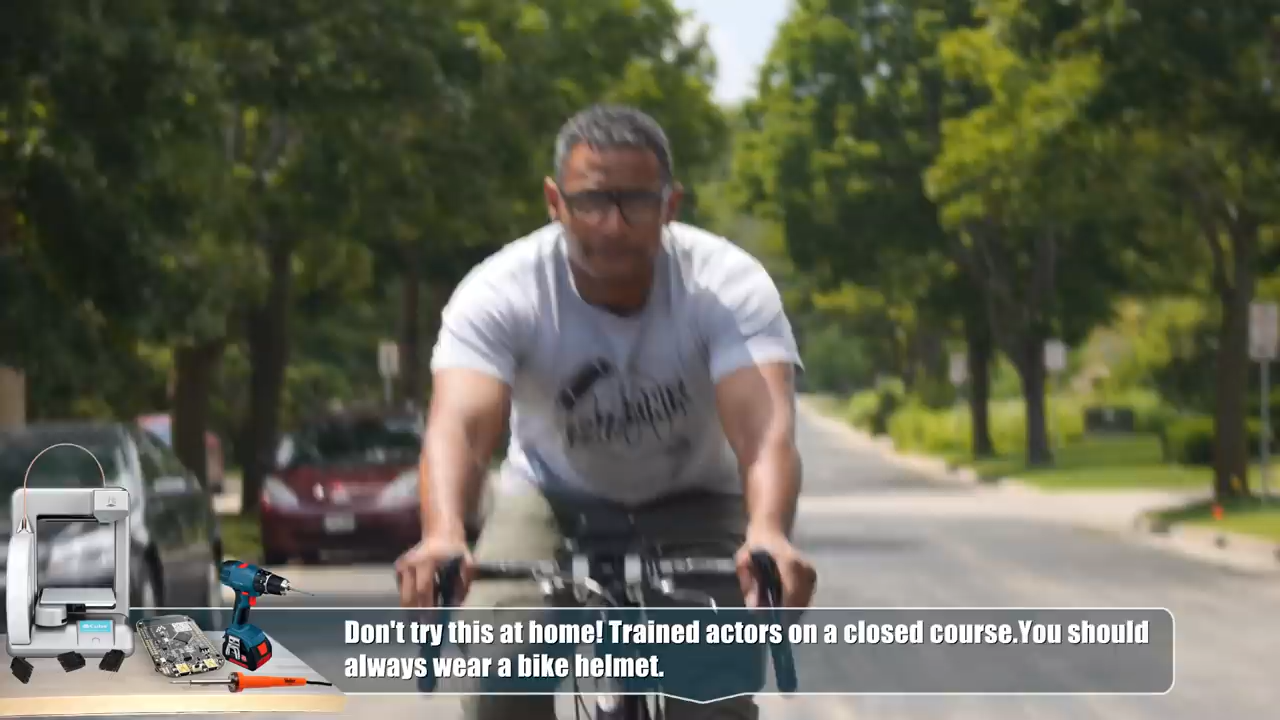 Don't try this at home! Trained actors on a closed course.You should
always wear a bike helmet.